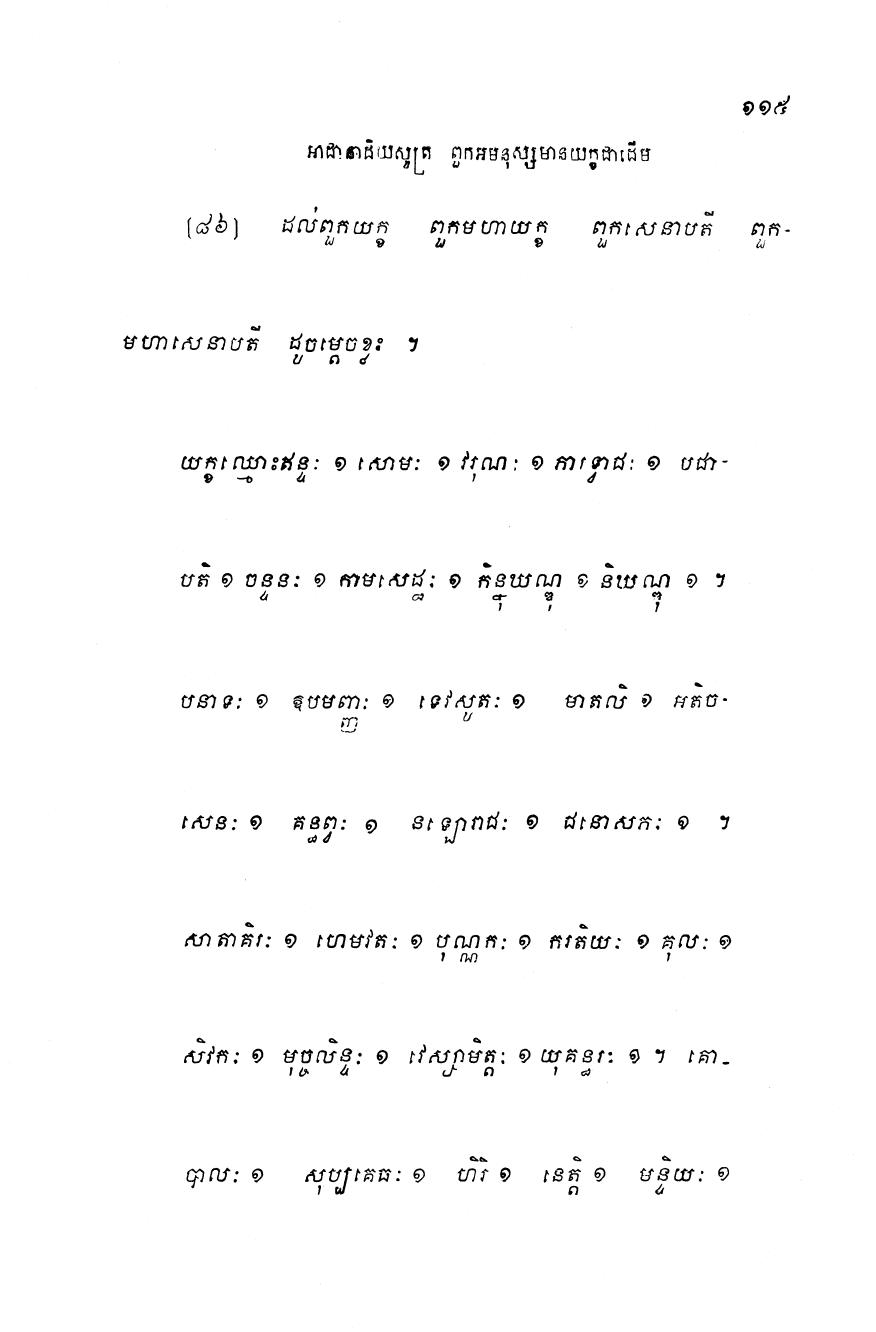 ១១៥
អាដានាដិយសូត្រ ពួកអមនុស្សមានយក្ខជាដើម
(៨៦) ដល់ពួកយក្ខ ពួកមហាយក្ខ ពួកសេនាបតី ពួក-
មហាសេនាបតី ដូចម្ដេចខ្លះ ។
យក្ខឈ្មោះឥន្ទៈ ១ សោមៈ ១ វរុណៈ ១ ភារទ្វាជៈ ១ បជា-
បតិ ១ ចន្ទនៈ ១ កាមសេដ្ឋៈ ១ កិន្នុឃណ្ឌុ ១ និឃណ្ឌុ ១ ។
បនាទៈ ១ ឧបមញ្ញៈ ១ ទេវសូតៈ ១ មាតលិ ១ អតិច-
សេនៈ ១ គន្ធព្វៈ ១ នឡោរាជៈ ១ ជនោសកៈ ១ ។
សាតាគិរៈ ១ ហេមវតៈ ១ បុណ្ណកៈ ១ ករតិយៈ ១ គុលៈ ១
សិវកៈ ១ មុច្ចលិន្ទៈ ១ វេស្សាមិត្តៈ ១ យុគន្ធរៈ ១ ។ គោ-
បាលៈ ១ សុប្បគេធៈ ១ ហិរិ ១ នេត្តិ ១ មន្ទិយៈ ១